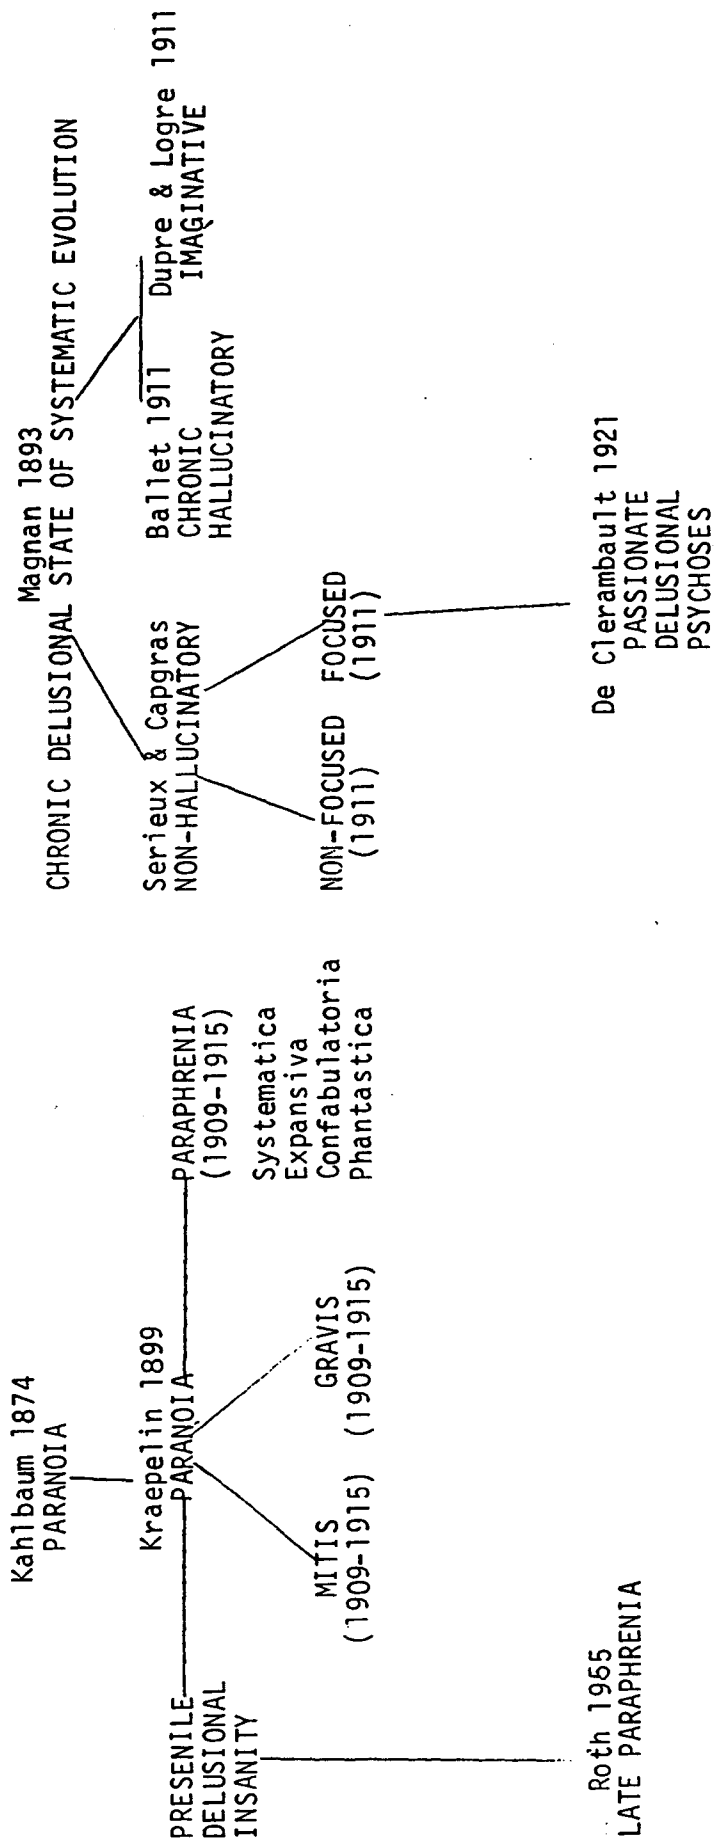 Kahlbaum 1874
PARANOIA
Kraepelin 1899
PRESENILE
DELUSIONAL
INSANITY
PARANOIA
PARAPHRENIA
(1909-1915)
Systematica
Expansiva
Confabulatoria
Phantastica
MITIS
(1909-1915)
GRAVIS
(1909-1915)
Roth 1955
LATE PARAPHRENIA
Magnan 1893
CHRONIC DELUSIONAL STATE OF SYSTEMATIC EVOLUTION
Serieux & Capgras
NON-HALLUCINATORY
Ballet 1911
CHRONIC
HALLUCINATORY
Dupre & Logre 1911
IMAGINATIVE
NON-FOCUSED
(1911)
FOCUSED
(1911)
De Clerambault 1921
PASSIONATE
DELUSIONAL
PSYCHOSES